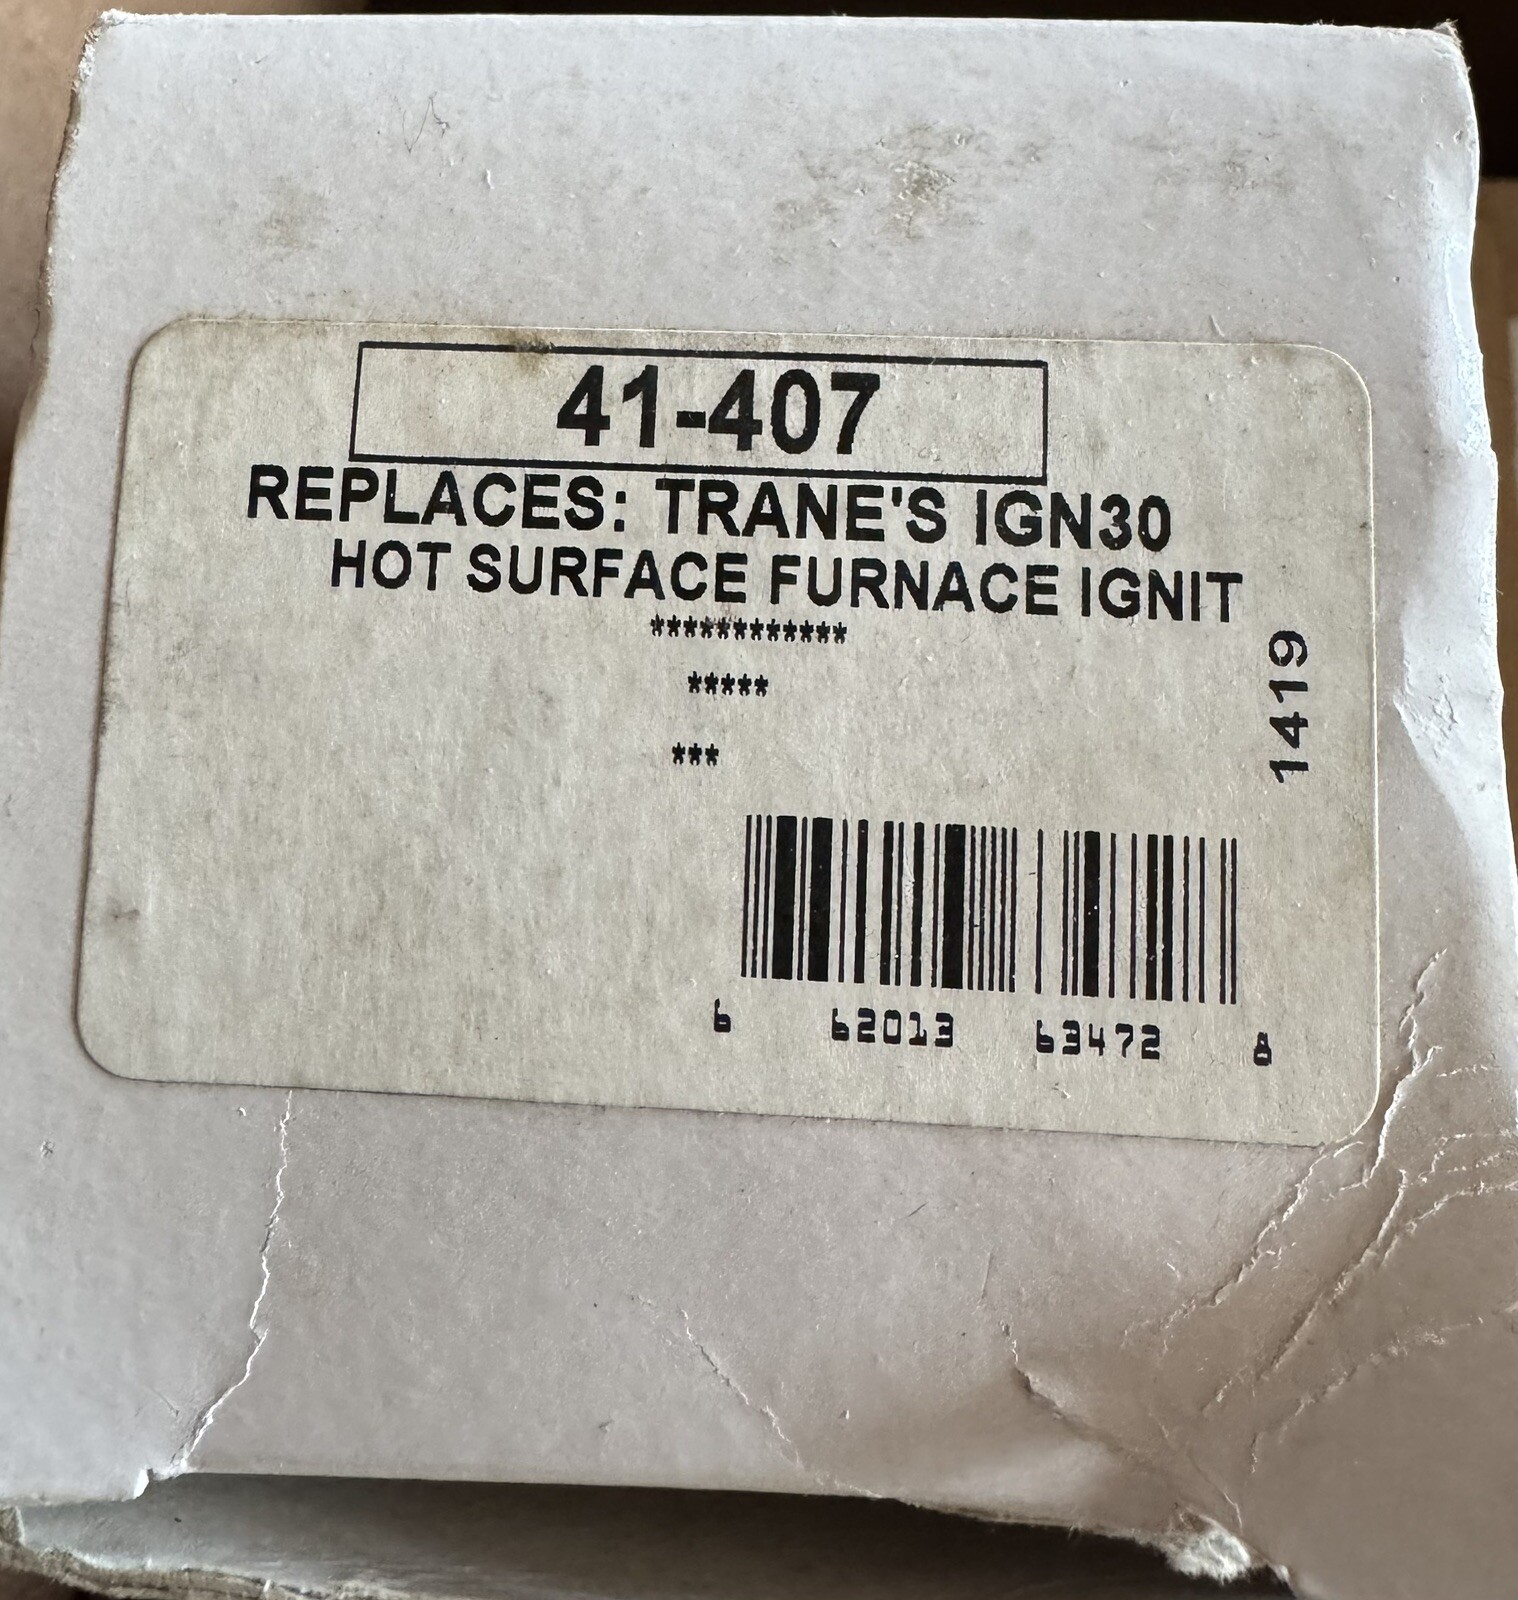 41-407
REPLACES: TRANE'S IGN30
HOT SURFACE FURNACE IGNIT
************
*****
***
1419
6 62013 63472 8